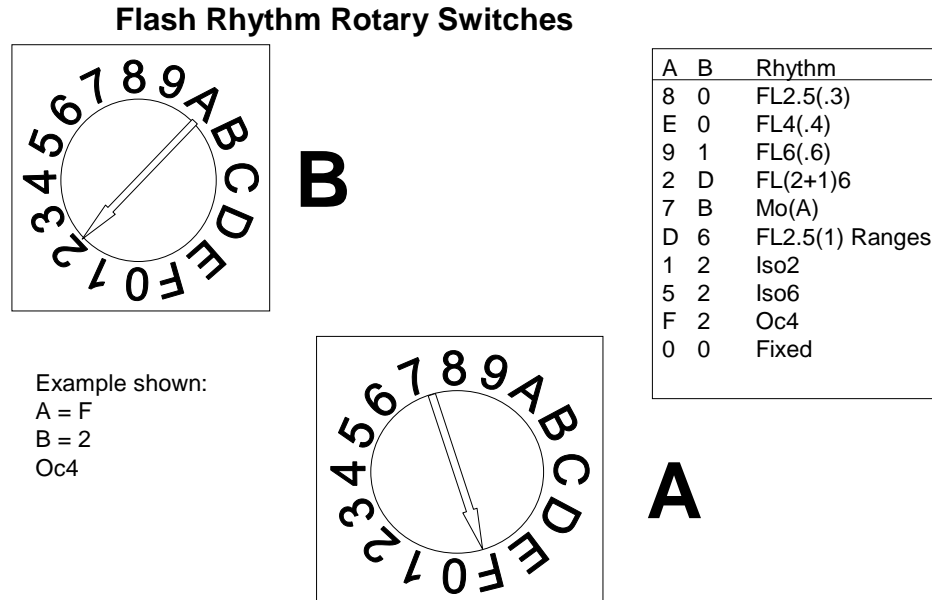 Flash Rhythm Rotary Switches
0 1 2 3 4 5 6 7 8 9 A B C D E F
B
A B Rhythm
8 0 FL2.5(.3)
E 0 FL4(.4)
9 1 FL6(.6)
2 D FL(2+1)6
7 B Mo(A)
D 6 FL2.5(1) Ranges
1 2 Iso2
5 2 Iso6
F 2 Oc4
0 0 Fixed
Example shown:
A = F
B = 2
Oc4
0 1 2 3 4 5 6 7 8 9 A B C D E F
A